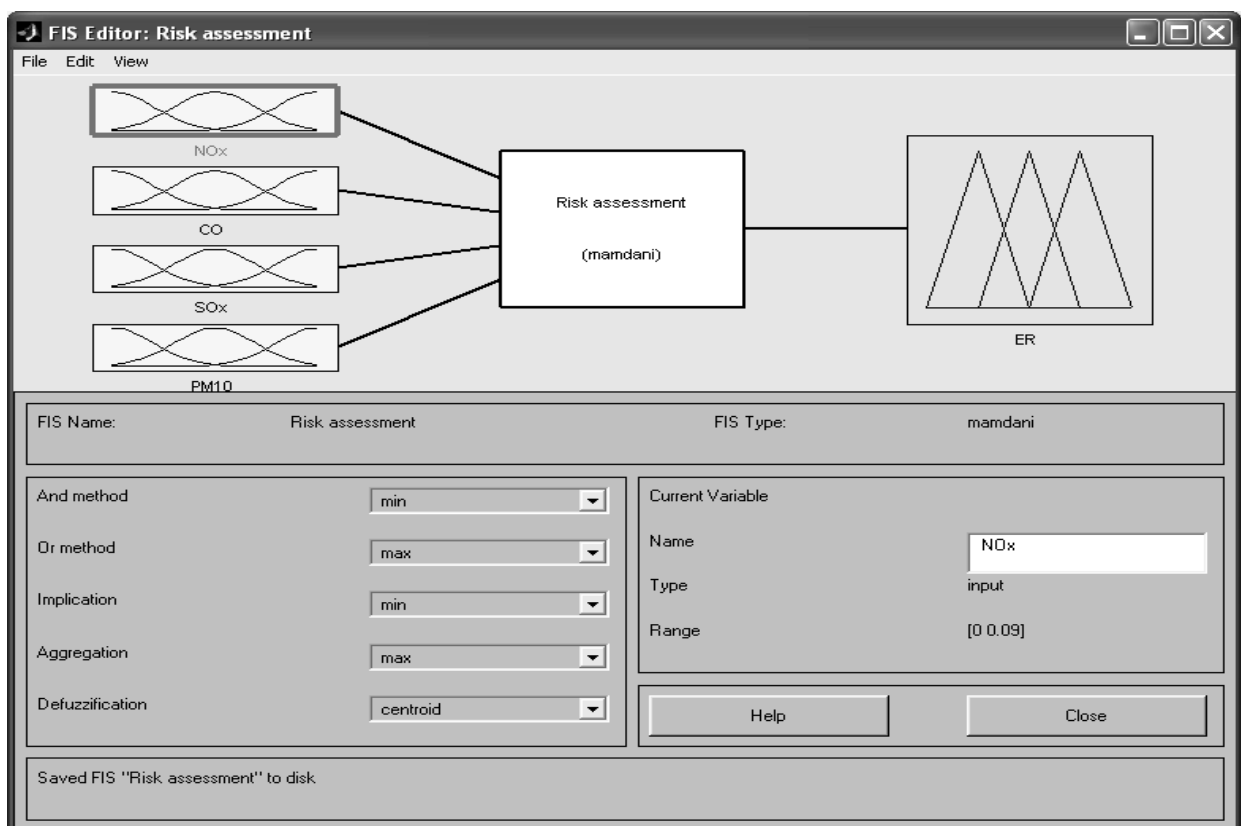 FIS Editor: Risk assessment
File Edit View
NOx
CO
SOx
PM10
Risk assessment
(mamdani)
ER
FIS Name: Risk assessment FIS Type: mamdani
And method min
Or method max
Implication min
Aggregation max
Defuzzification centroid
Current Variable
Name NOx
Type input
Range [0 0.09]
Help Close
Saved FIS "Risk assessment" to disk